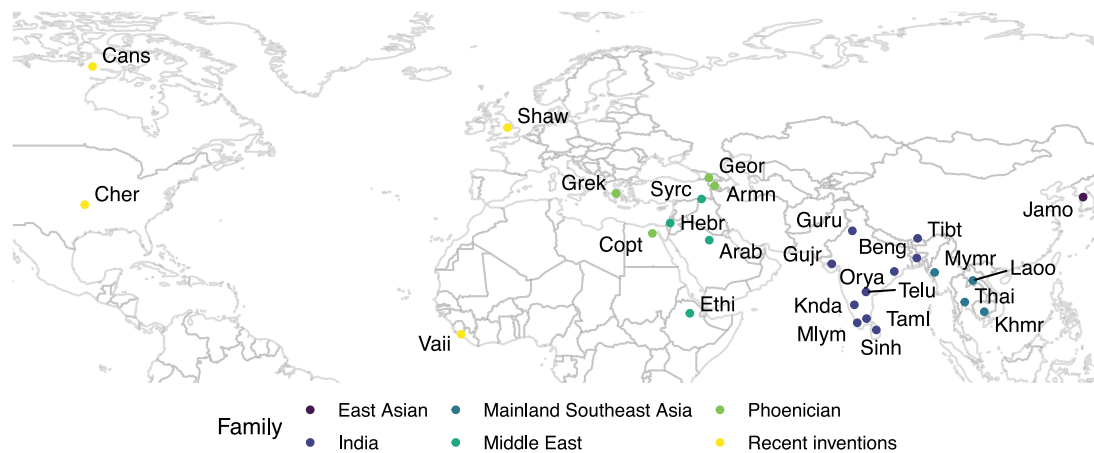 Cans
Shaw
Cher
Geor
Grek
Syrc
Armn
Jamo
Hebr
Guru
Tibt
Copt
Arab
Gujr
Beng
Mymr
Laoo
Orya
Telu
Thai
Ethi
Knda
Taml
Khmr
Vaii
Mlym
Sinh
Family
East Asian
Mainland Southeast Asia
Phoenician
India
Middle East
Recent inventions